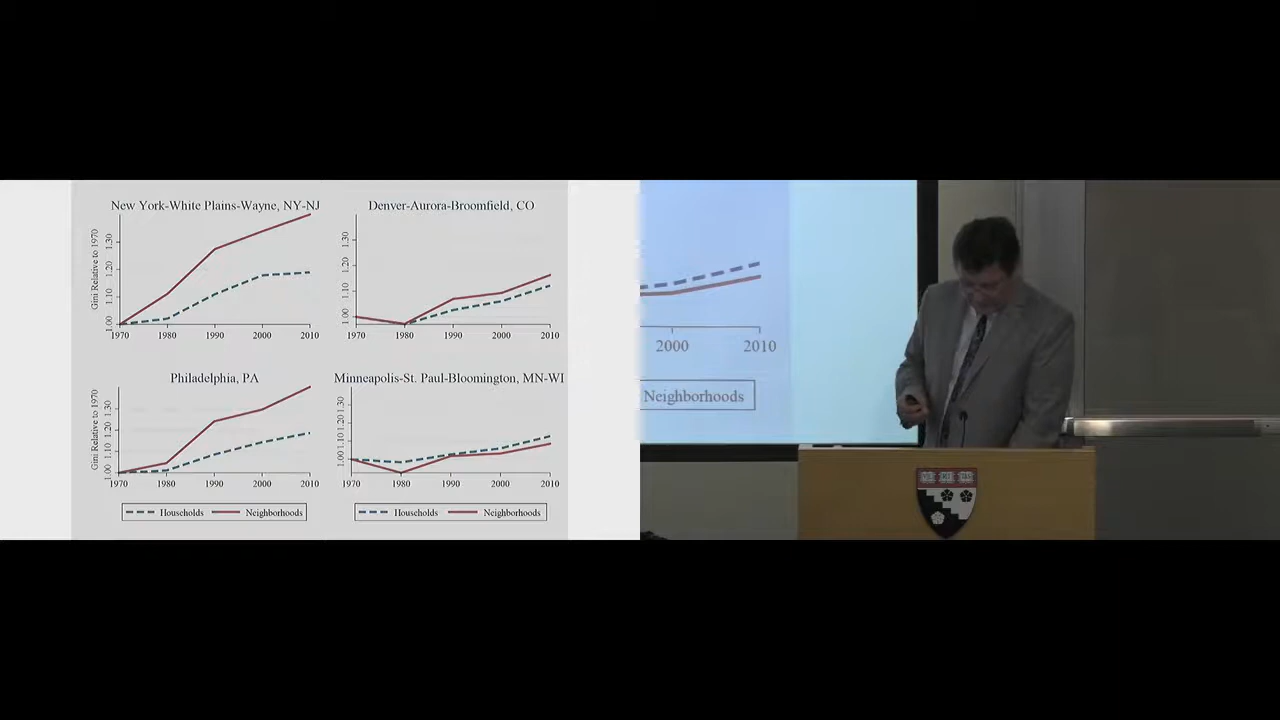 New York-White Plains-Wayne, NY-NJ
Gini Relative to 1970
1.00 1.10 1.20 1.30
1970 1980 1990 2000 2010
Denver-Aurora-Broomfield, CO
1.00 1.10 1.20 1.30
1970 1980 1990 2000 2010
Philadelphia, PA
Gini Relative to 1970
1.00 1.10 1.20 1.30
1970 1980 1990 2000 2010
Households Neighborhoods
Minneapolis-St. Paul-Bloomington, MN-WI
1.00 1.10 1.20 1.30
1970 1980 1990 2000 2010
Households Neighborhoods
2000 2010
Neighborhoods